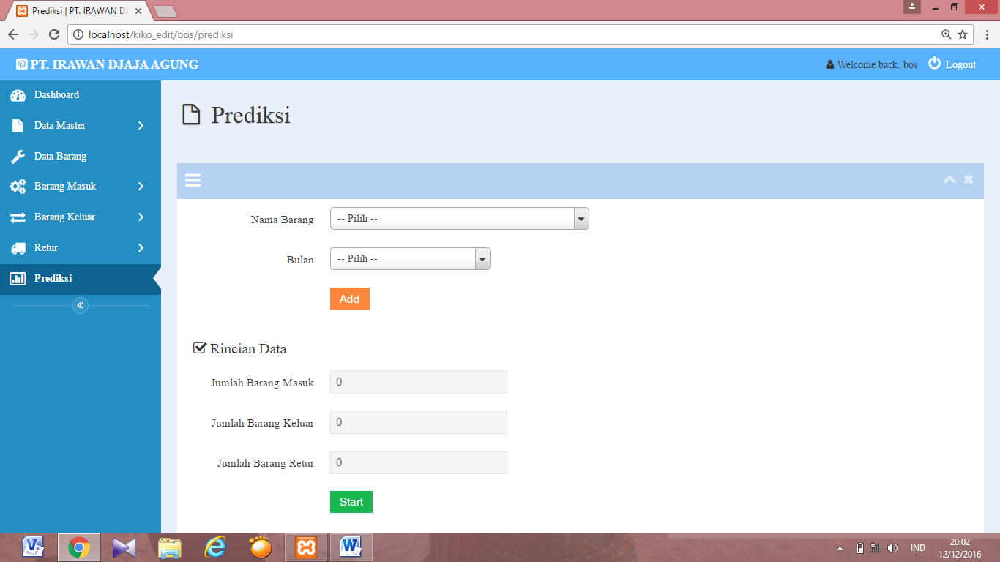 Prediksi | PT. IRAWAN DJ
localhost/kiko_edit/bos/prediksi
PT. IRAWAN DJAJA AGUNG
Welcome back, bos
Logout
Dashboard
Data Master
Data Barang
Barang Masuk
Barang Keluar
Retur
Prediksi
Prediksi
Nama Barang
-- Pilih --
Bulan
-- Pilih --
Add
Rincian Data
Jumlah Barang Masuk
0
Jumlah Barang Keluar
0
Jumlah Barang Retur
0
Start
IND
20:02
12/12/2016